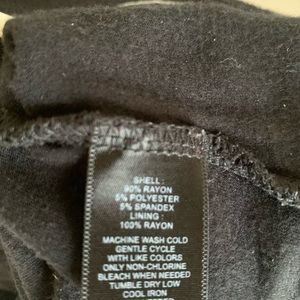 SHELL :
90% RAYON
5% POLYESTER
5% SPANDEX
LINING :
100% RAYON
MACHINE WASH COLD
GENTLE CYCLE
WITH LIKE COLORS
ONLY NON-CHLORINE
BLEACH WHEN NEEDED
TUMBLE DRY LOW
COOL IRON